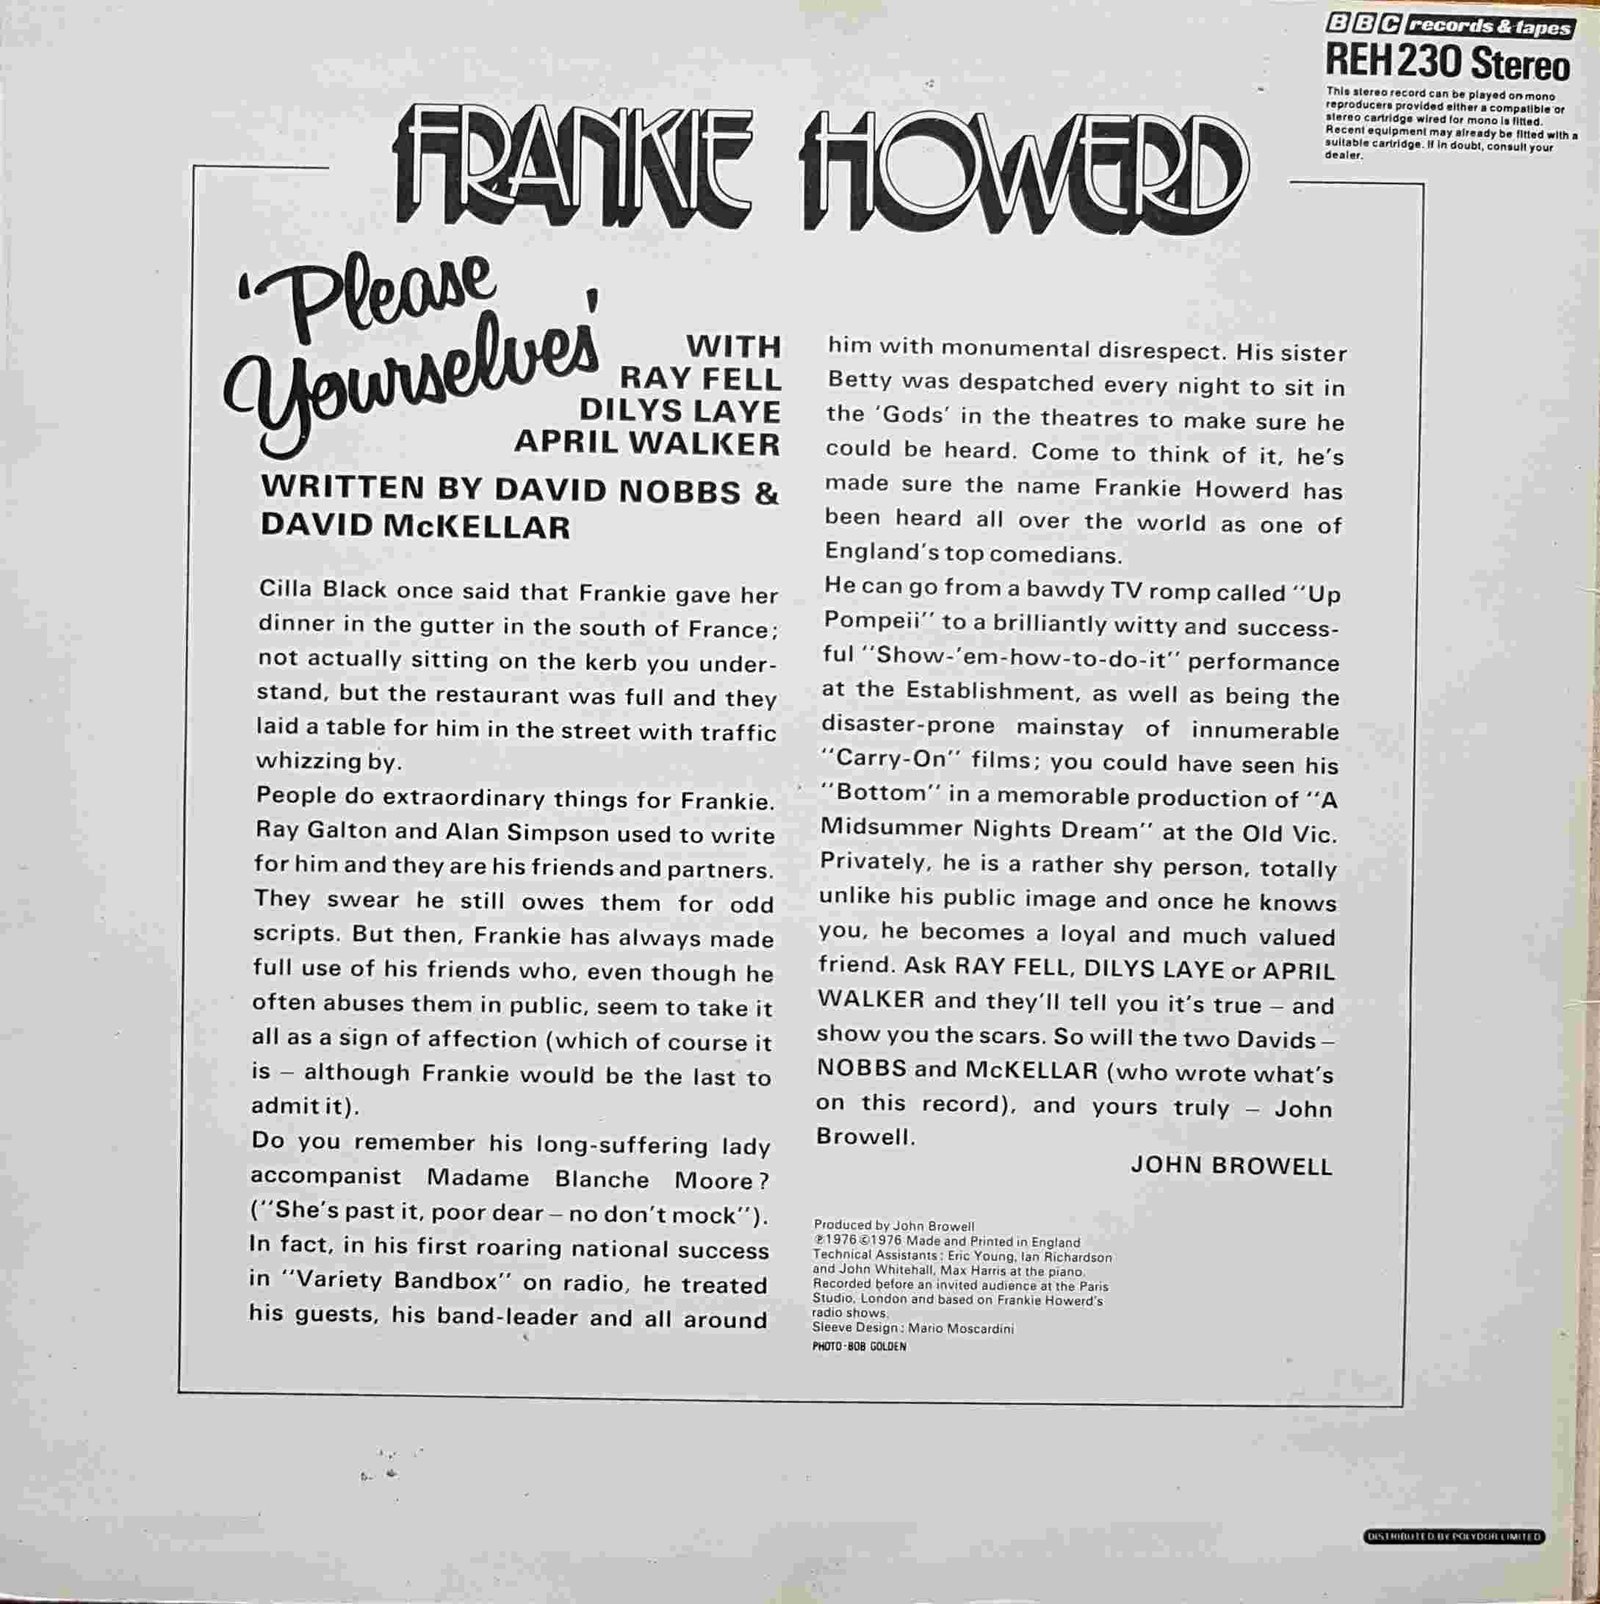 BBC records & tapes
REH 230 Stereo
This stereo record can be played on mono
reproducers provided either a compatible or
stereo cartridge wired for mono is fitted.
Recent equipment may already be fitted with a
suitable cartridge. If in doubt, consult your
dealer.
FRANKIE HOWERD
'Please
Yourselves'
WITH
RAY FELL
DILYS LAYE
APRIL WALKER
WRITTEN BY DAVID NOBBS &
DAVID McKELLAR
Cilla Black once said that Frankie gave her
dinner in the gutter in the south of France;
not actually sitting on the kerb you under-
stand, but the restaurant was full and they
laid a table for him in the street with traffic
whizzing by.
People do extraordinary things for Frankie.
Ray Galton and Alan Simpson used to write
for him and they are his friends and partners.
They swear he still owes them for odd
scripts. But then, Frankie has always made
full use of his friends who, even though he
often abuses them in public, seem to take it
all as a sign of affection (which of course it
is – although Frankie would be the last to
admit it).
Do you remember his long-suffering lady
accompanist Madame Blanche Moore?
("She's past it, poor dear – no don't mock").
In fact, in his first roaring national success
in "Variety Bandbox" on radio, he treated
his guests, his band-leader and all around
him with monumental disrespect. His sister
Betty was despatched every night to sit in
the 'Gods' in the theatres to make sure he
could be heard. Come to think of it, he's
made sure the name Frankie Howerd has
been heard all over the world as one of
England's top comedians.
He can go from a bawdy TV romp called "Up
Pompeii" to a brilliantly witty and success-
ful "Show-'em-how-to-do-it" performance
at the Establishment, as well as being the
disaster-prone mainstay of innumerable
"Carry-On" films; you could have seen his
"Bottom" in a memorable production of "A
Midsummer Nights Dream" at the Old Vic.
Privately, he is a rather shy person, totally
unlike his public image and once he knows
you, he becomes a loyal and much valued
friend. Ask RAY FELL, DILYS LAYE or APRIL
WALKER and they'll tell you it's true – and
show you the scars. So will the two Davids –
NOBBS and McKELLAR (who wrote what's
on this record), and yours truly – John
Browell.
JOHN BROWELL
Produced by John Browell
℗1976 ©1976 Made and Printed in England
Technical Assistants: Eric Young, Ian Richardson
and John Whitehall, Max Harris at the piano.
Recorded before an invited audience at the Paris
Studio, London and based on Frankie Howerd's
radio shows.
Sleeve Design: Mario Moscardini
PHOTO-BOB GOLDEN
DISTRIBUTED BY POLYDOR LIMITED